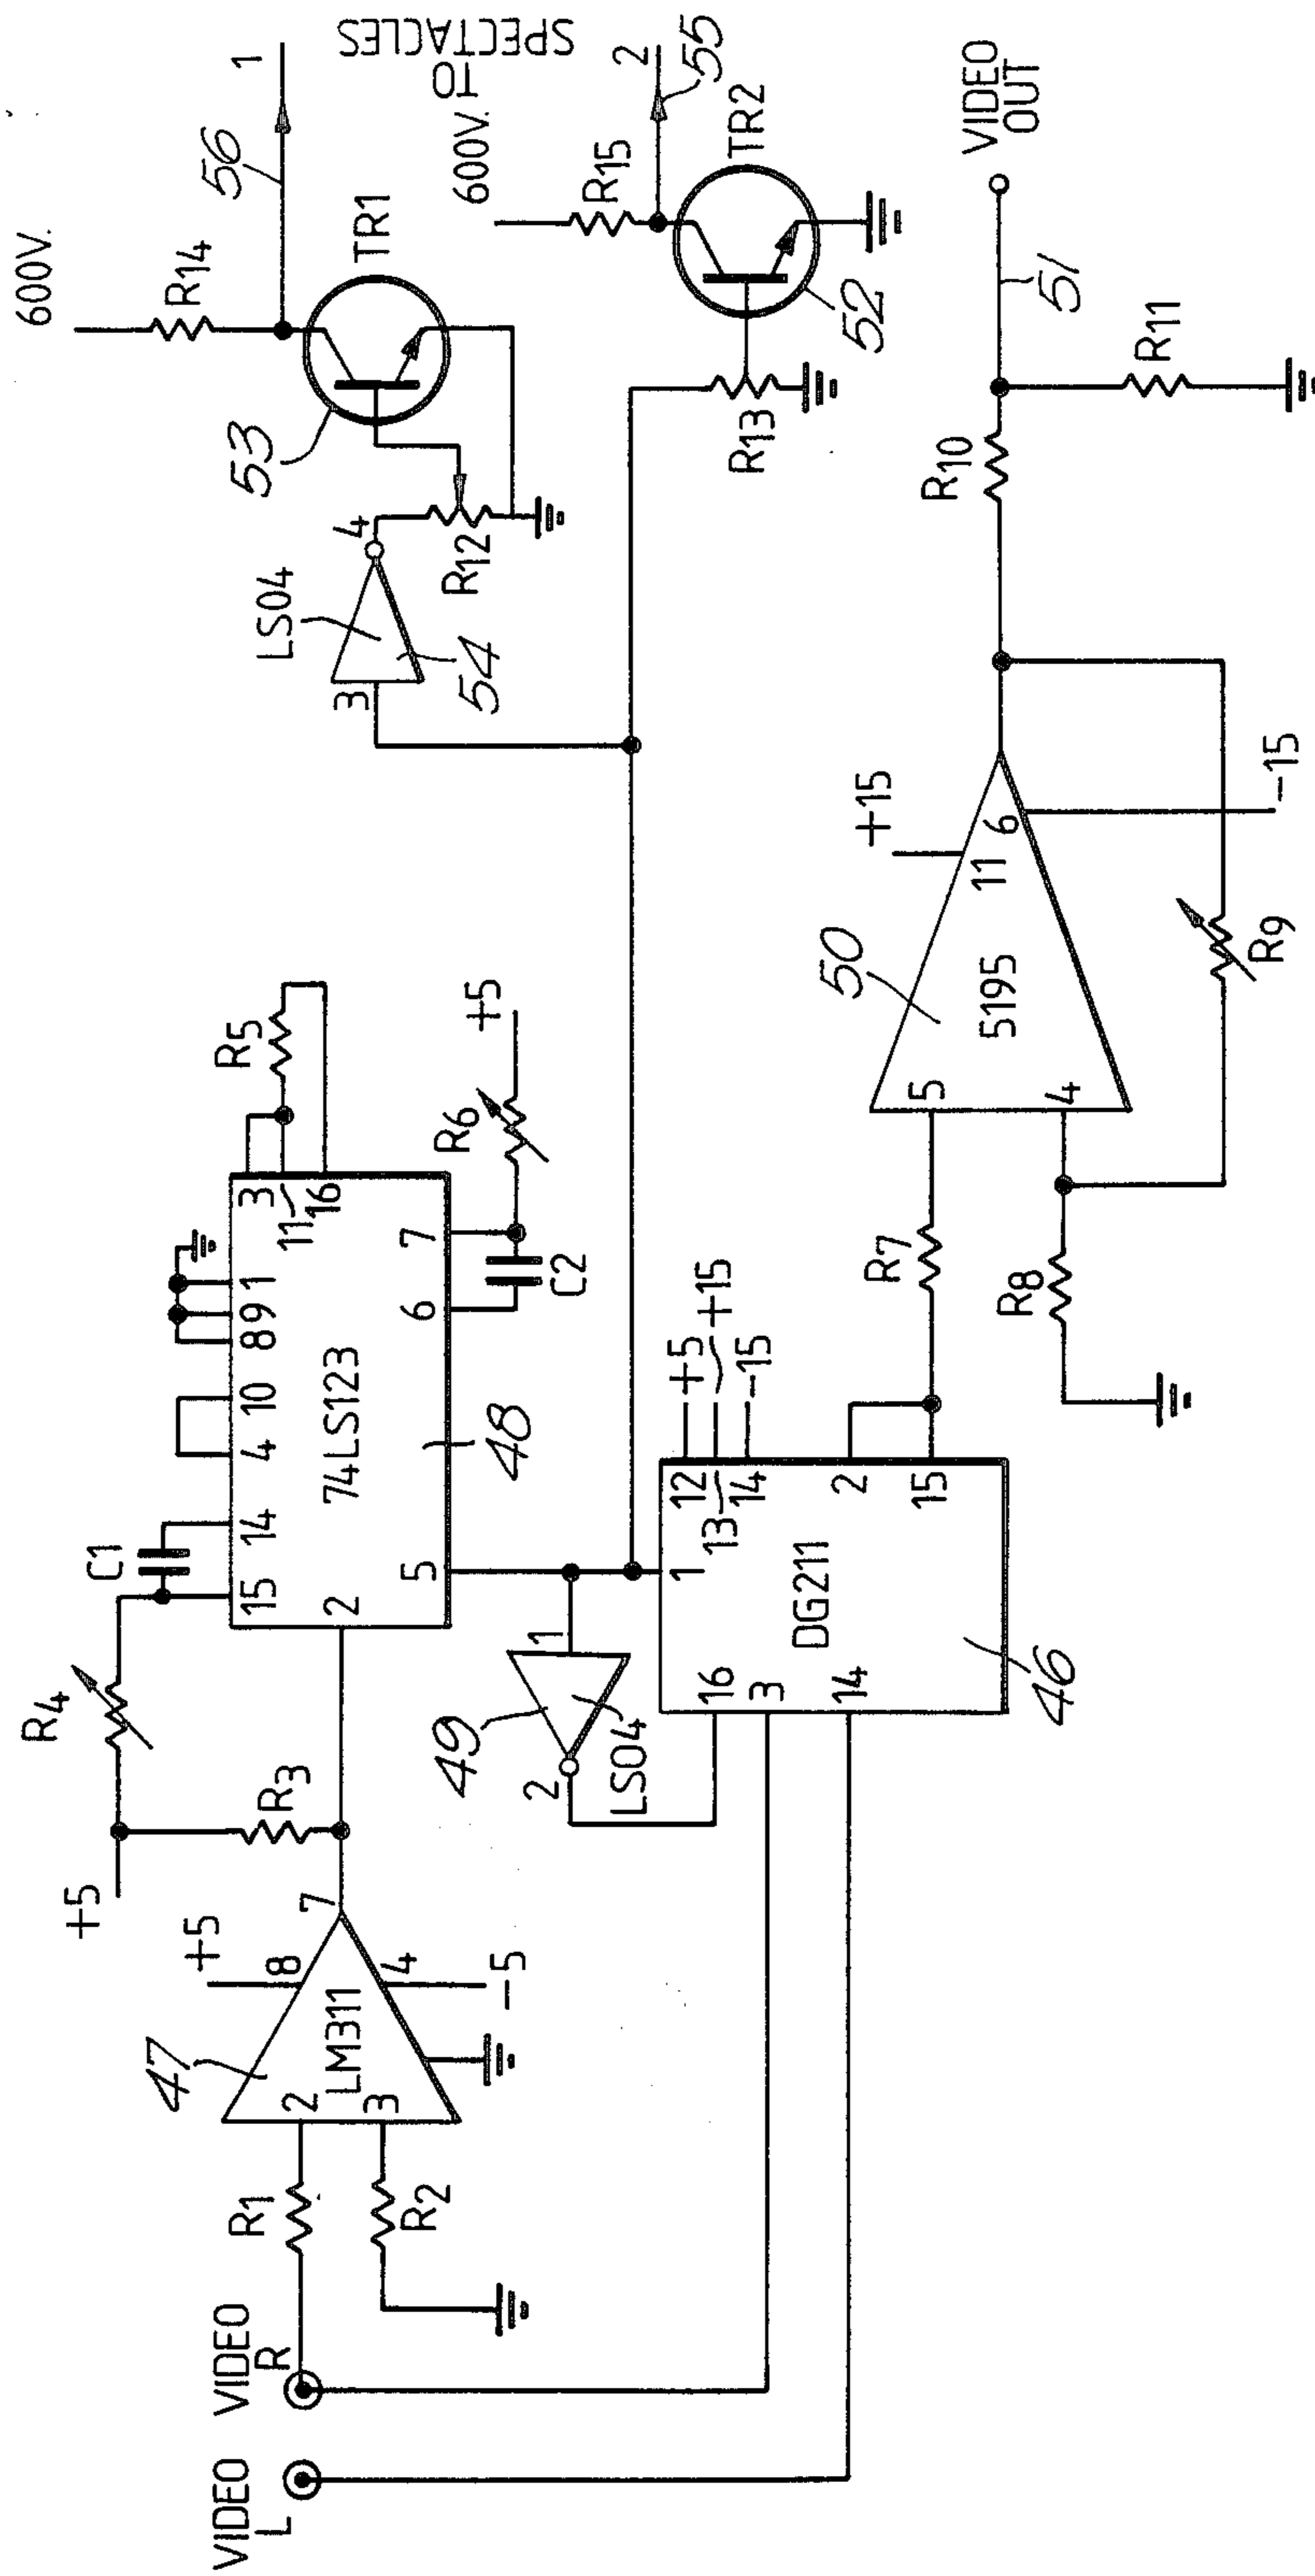 VIDEO
L
VIDEO
R
R1
R2
47
2
3
LM311
8
+5
4
-5
7
+5
R3
R4
C1
15
14
4
10
8
9
1
3
11
16
R5
2
74LS123
48
5
6
7
C2
R6
+5
49
1
2
LS04
16
3
14
1
DG211
46
12
13
14
+5
+15
-15
2
15
R7
R8
5
4
5195
50
11
6
+15
-15
R9
R10
R11
51
VIDEO
OUT
3
LS04
54
4
R12
53
TR1
R14
600V.
56
1
R13
52
TR2
R15
600V.
55
2
TO
SPECTACLES